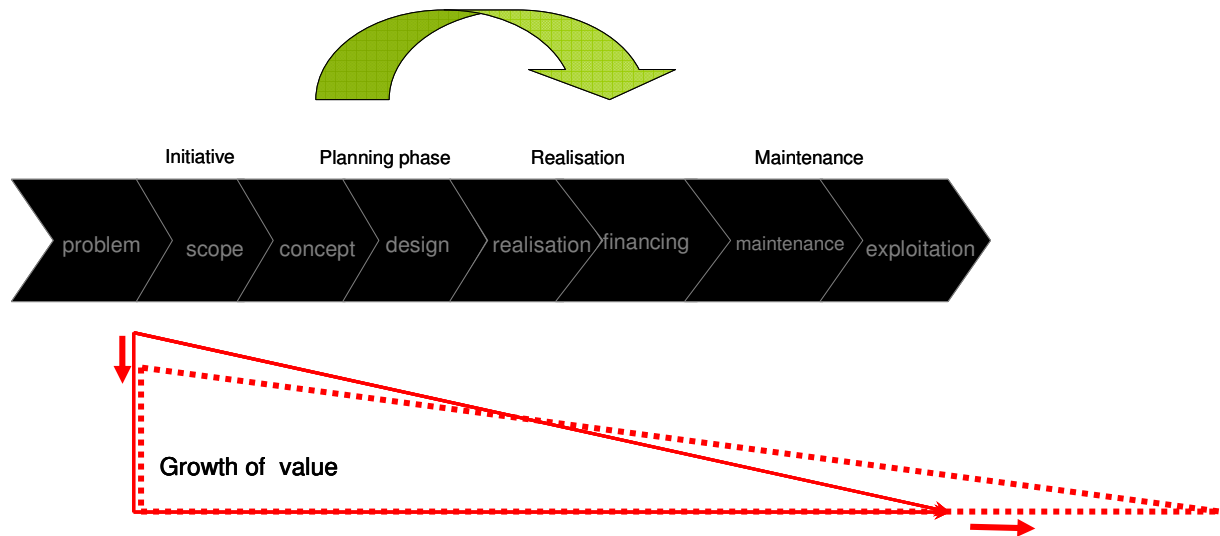 Initiative
Planning phase
Realisation
Maintenance
problem
scope
concept
design
realisation
financing
maintenance
exploitation
Growth of value